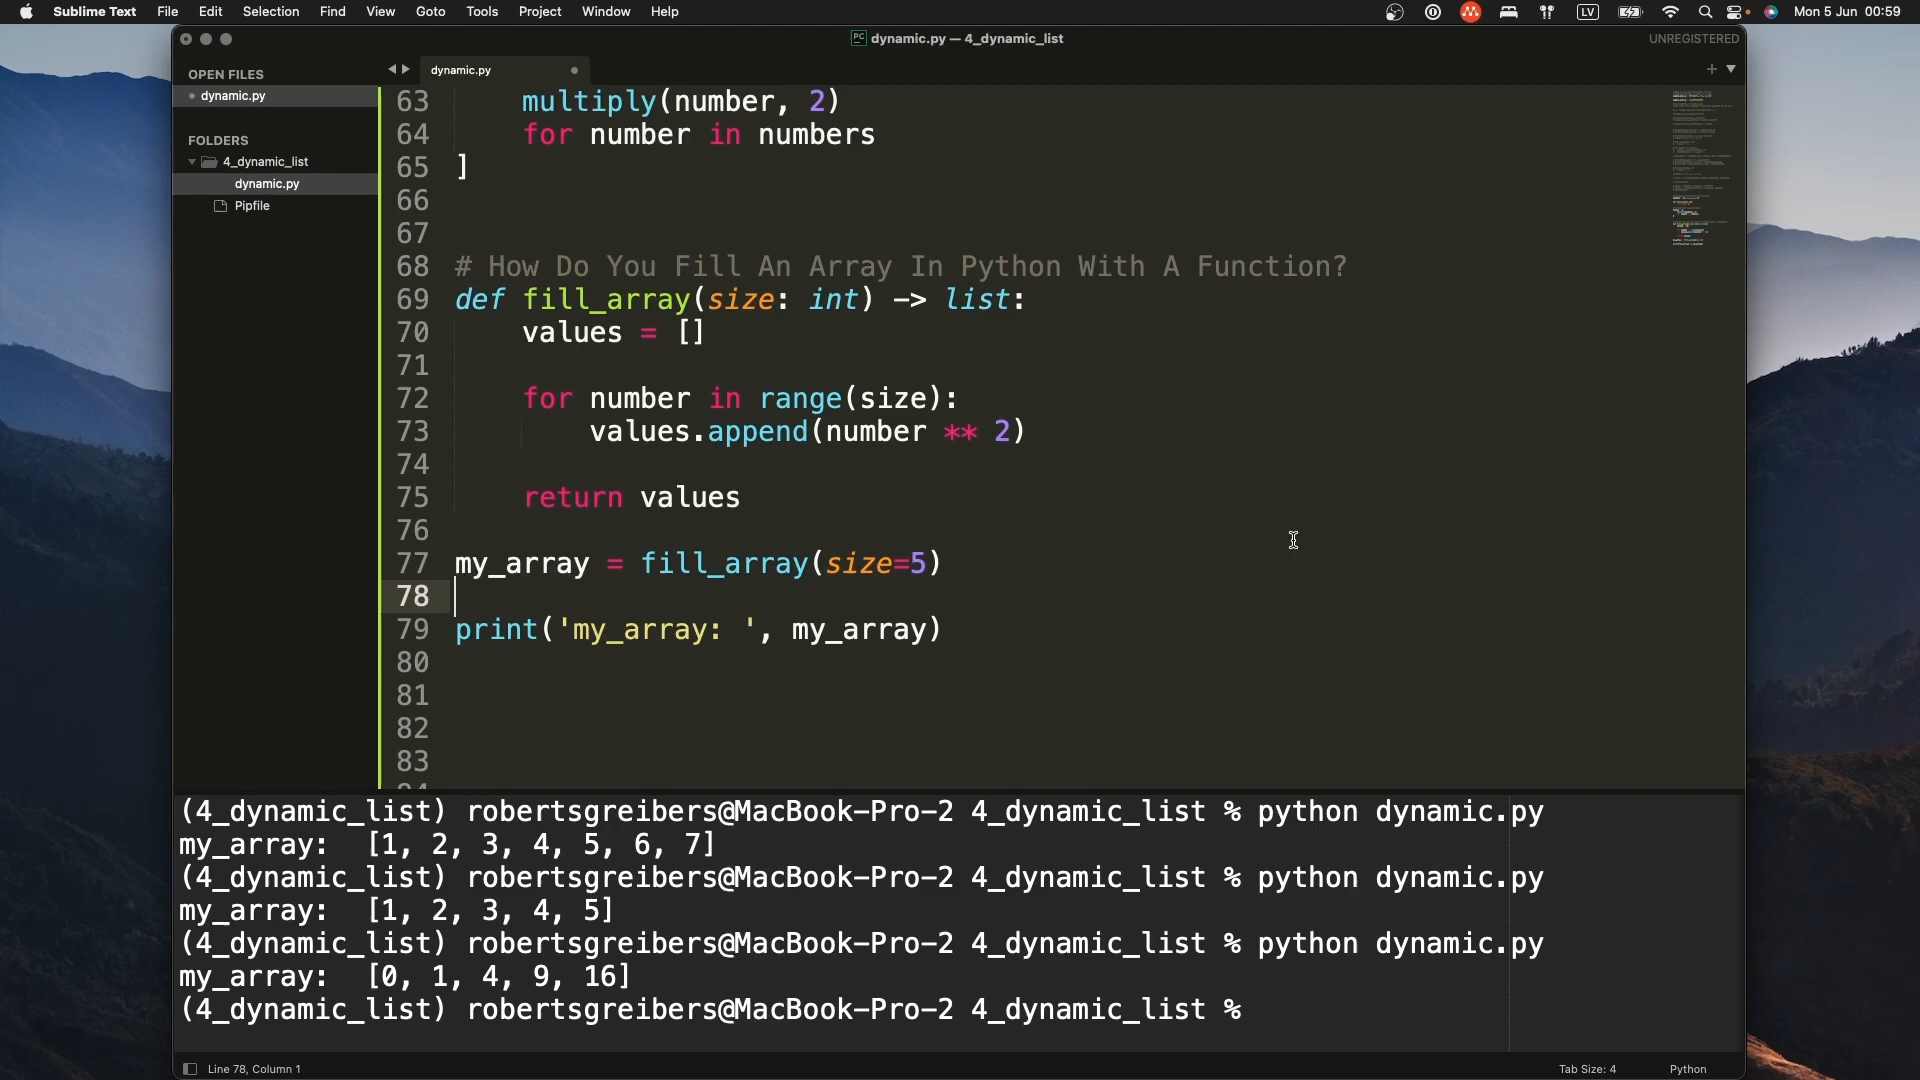 Sublime Text File Edit Selection Find View Goto Tools Project Window Help LV Mon 5 Jun 00:59
PC dynamic.py — 4_dynamic_list UNREGISTERED
OPEN FILES
dynamic.py
FOLDERS
4_dynamic_list
dynamic.py
Pipfile
dynamic.py
63 multiply(number, 2)
64 for number in numbers
65 ]
66
67
68 # How Do You Fill An Array In Python With A Function?
69 def fill_array(size: int) -> list:
70 values = []
71
72 for number in range(size):
73 values.append(number ** 2)
74
75 return values
76
77 my_array = fill_array(size=5)
78
79 print('my_array: ', my_array)
80
81
82
83
(4_dynamic_list) robertsgreibers@MacBook-Pro-2 4_dynamic_list % python dynamic.py
my_array:  [1, 2, 3, 4, 5, 6, 7]
(4_dynamic_list) robertsgreibers@MacBook-Pro-2 4_dynamic_list % python dynamic.py
my_array:  [1, 2, 3, 4, 5]
(4_dynamic_list) robertsgreibers@MacBook-Pro-2 4_dynamic_list % python dynamic.py
my_array:  [0, 1, 4, 9, 16]
(4_dynamic_list) robertsgreibers@MacBook-Pro-2 4_dynamic_list %
Line 78, Column 1 Tab Size: 4 Python